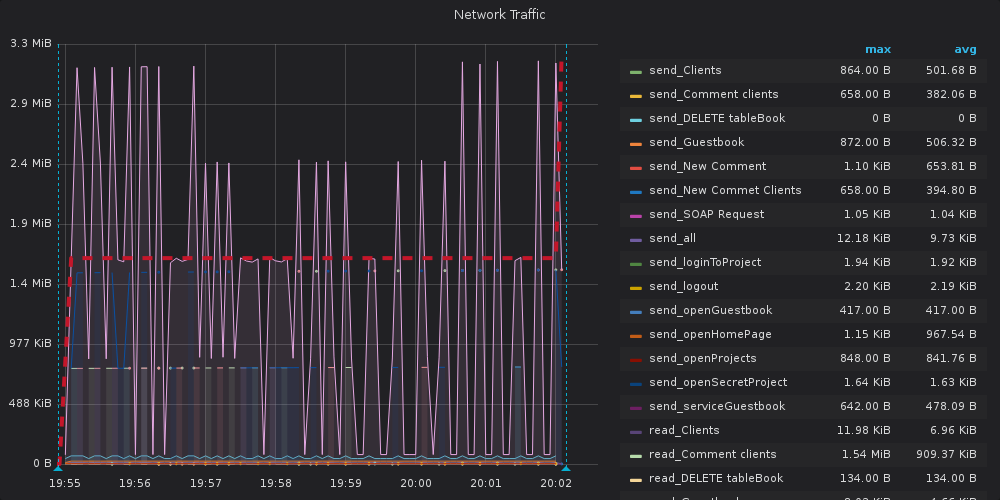 Network Traffic
3.3 MiB
2.9 MiB
2.4 MiB
1.9 MiB
1.4 MiB
977 KiB
488 KiB
0 B
19:55 19:56 19:57 19:58 19:59 20:00 20:01 20:02
max avg
send_Clients 864.00 B 501.68 B
send_Comment clients 658.00 B 382.06 B
send_DELETE tableBook 0 B 0 B
send_Guestbook 872.00 B 506.32 B
send_New Comment 1.10 KiB 653.81 B
send_New Commet Clients 658.00 B 394.80 B
send_SOAP Request 1.05 KiB 1.04 KiB
send_all 12.18 KiB 9.73 KiB
send_loginToProject 1.94 KiB 1.92 KiB
send_logout 2.20 KiB 2.19 KiB
send_openGuestbook 417.00 B 417.00 B
send_openHomePage 1.15 KiB 967.54 B
send_openProjects 848.00 B 841.76 B
send_openSecretProject 1.64 KiB 1.63 KiB
send_serviceGuestbook 642.00 B 478.09 B
read_Clients 11.98 KiB 6.96 KiB
read_Comment clients 1.54 MiB 909.37 KiB
read_DELETE tableBook 134.00 B 134.00 B